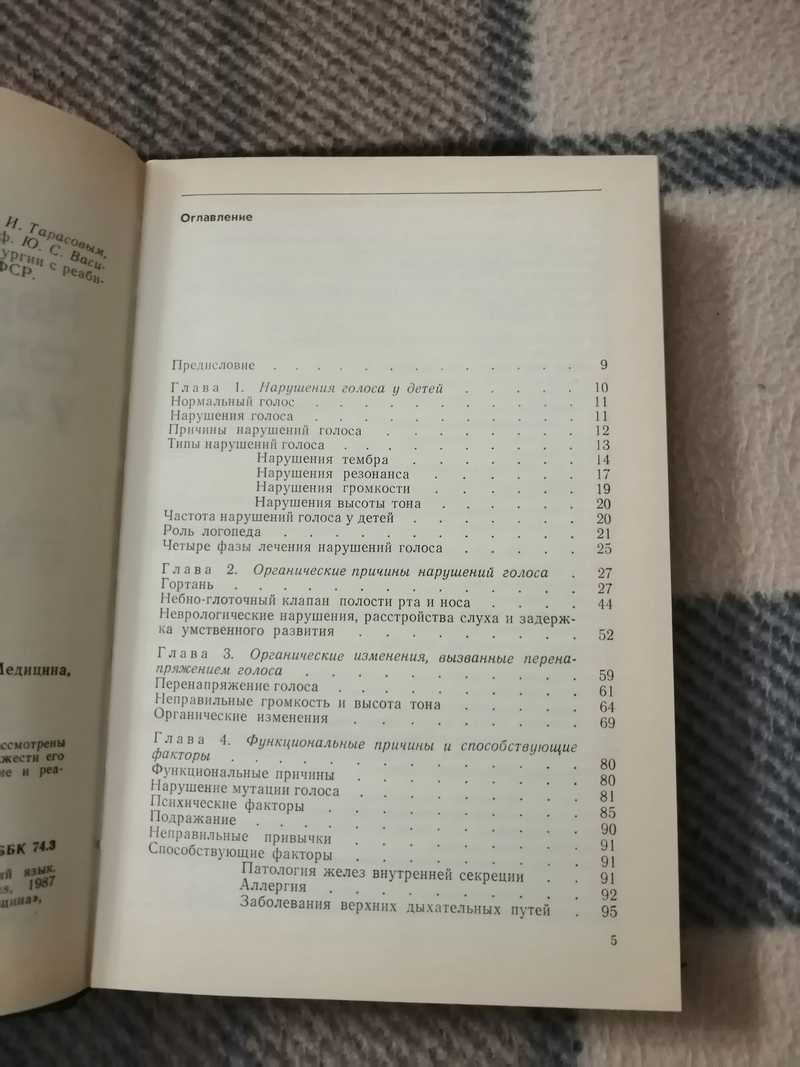 И. Тарасовым,
ф. Ю. С. Васи-
ургии с реаби-
ФСР.
Медицина,
ссмотрены
жести его
ие и реа-
ББК 74.3
ий язык.
1987
цина»,
Оглавление
Предисловие . . . . . . . . . . . . 9
Глава 1. Нарушения голоса у детей . . . . . 10
Нормальный голос . . . . . . . . . . 11
Нарушения голоса . . . . . . . . . . 11
Причины нарушений голоса . . . . . . . 12
Типы нарушений голоса . . . . . . . . . 13
Нарушения тембра . . . . . . 14
Нарушения резонанса . . . . . . 17
Нарушения громкости . . . . . . 19
Нарушения высоты тона . . . . . 20
Частота нарушений голоса у детей . . . . . . 20
Роль логопеда . . . . . . . . . . . 21
Четыре фазы лечения нарушений голоса . . . . . 25
Глава 2. Органические причины нарушений голоса . 27
Гортань . . . . . . . . . . . . . 27
Небно-глоточный клапан полости рта и носа . . . . 44
Неврологические нарушения, расстройства слуха и задерж-
ка умственного развития . . . . . . . . 52
Глава 3. Органические изменения, вызванные перена-
пряжением голоса . . . . . . . . . . 59
Перенапряжение голоса . . . . . . . . . 61
Неправильные громкость и высота тона . . . . . 64
Органические изменения . . . . . . . . 69
Глава 4. Функциональные причины и способствующие
факторы . . . . . . . . . . . . . 80
Функциональные причины . . . . . . . . 80
Нарушение мутации голоса . . . . . . . . 81
Психические факторы . . . . . . . . . 85
Подражание . . . . . . . . . . . . 90
Неправильные привычки . . . . . . . . 91
Способствующие факторы . . . . . . . . 91
Патология желез внутренней секреции . . 91
Аллергия . . . . . . . . . 92
Заболевания верхних дыхательных путей . 95
5